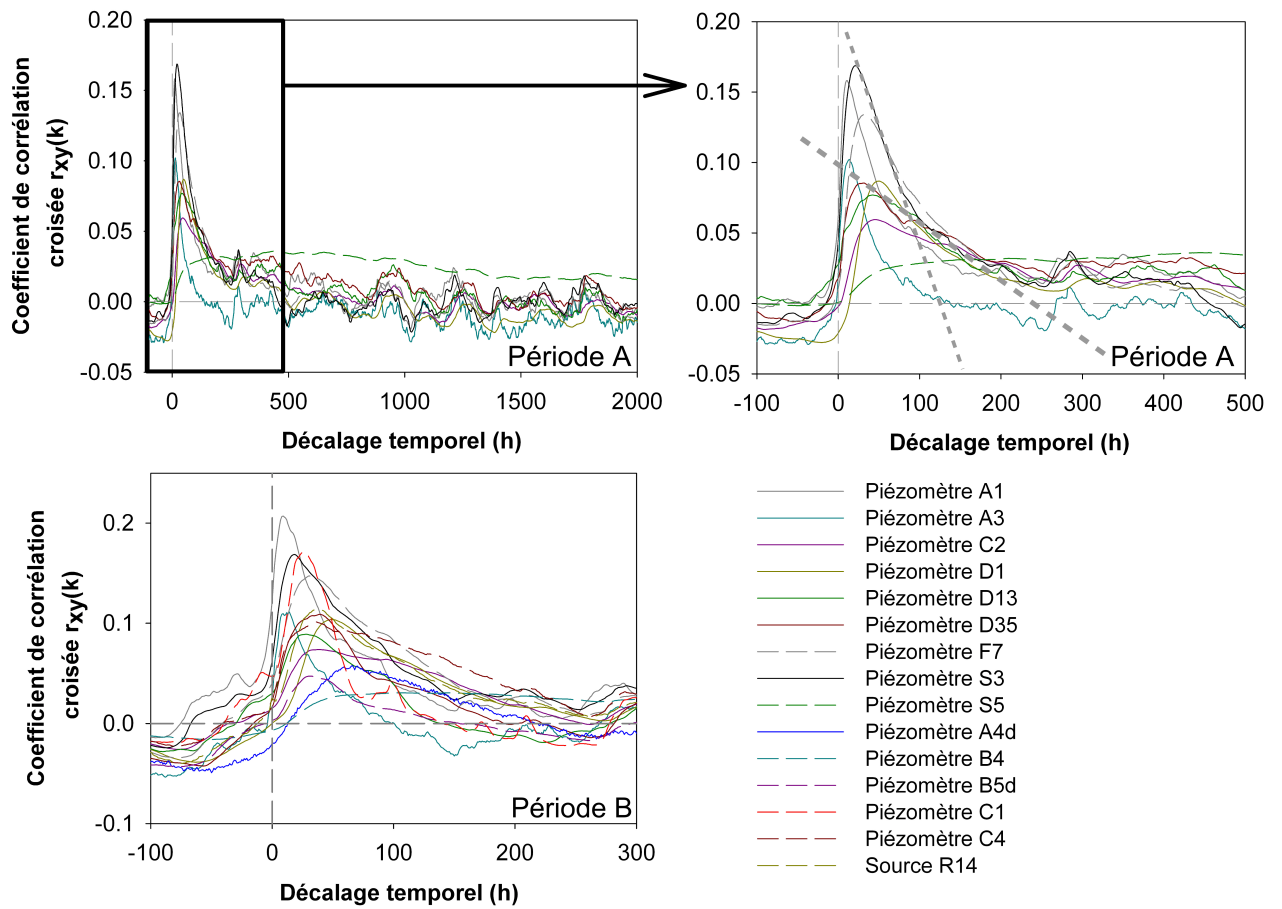 Coefficient de corrélation
croisée rxy(k)
0.20
0.15
0.10
0.05
0.00
-0.05
0
500
1000
1500
2000
Période A
Décalage temporel (h)
0.20
0.15
0.10
0.05
0.00
-0.05
-100
0
100
200
300
400
500
Période A
Décalage temporel (h)
Coefficient de corrélation
croisée rxy(k)
0.2
0.1
0.0
-0.1
-100
0
100
200
300
Période B
Décalage temporel (h)
Piézomètre A1
Piézomètre A3
Piézomètre C2
Piézomètre D1
Piézomètre D13
Piézomètre D35
Piézomètre F7
Piézomètre S3
Piézomètre S5
Piézomètre A4d
Piézomètre B4
Piézomètre B5d
Piézomètre C1
Piézomètre C4
Source R14